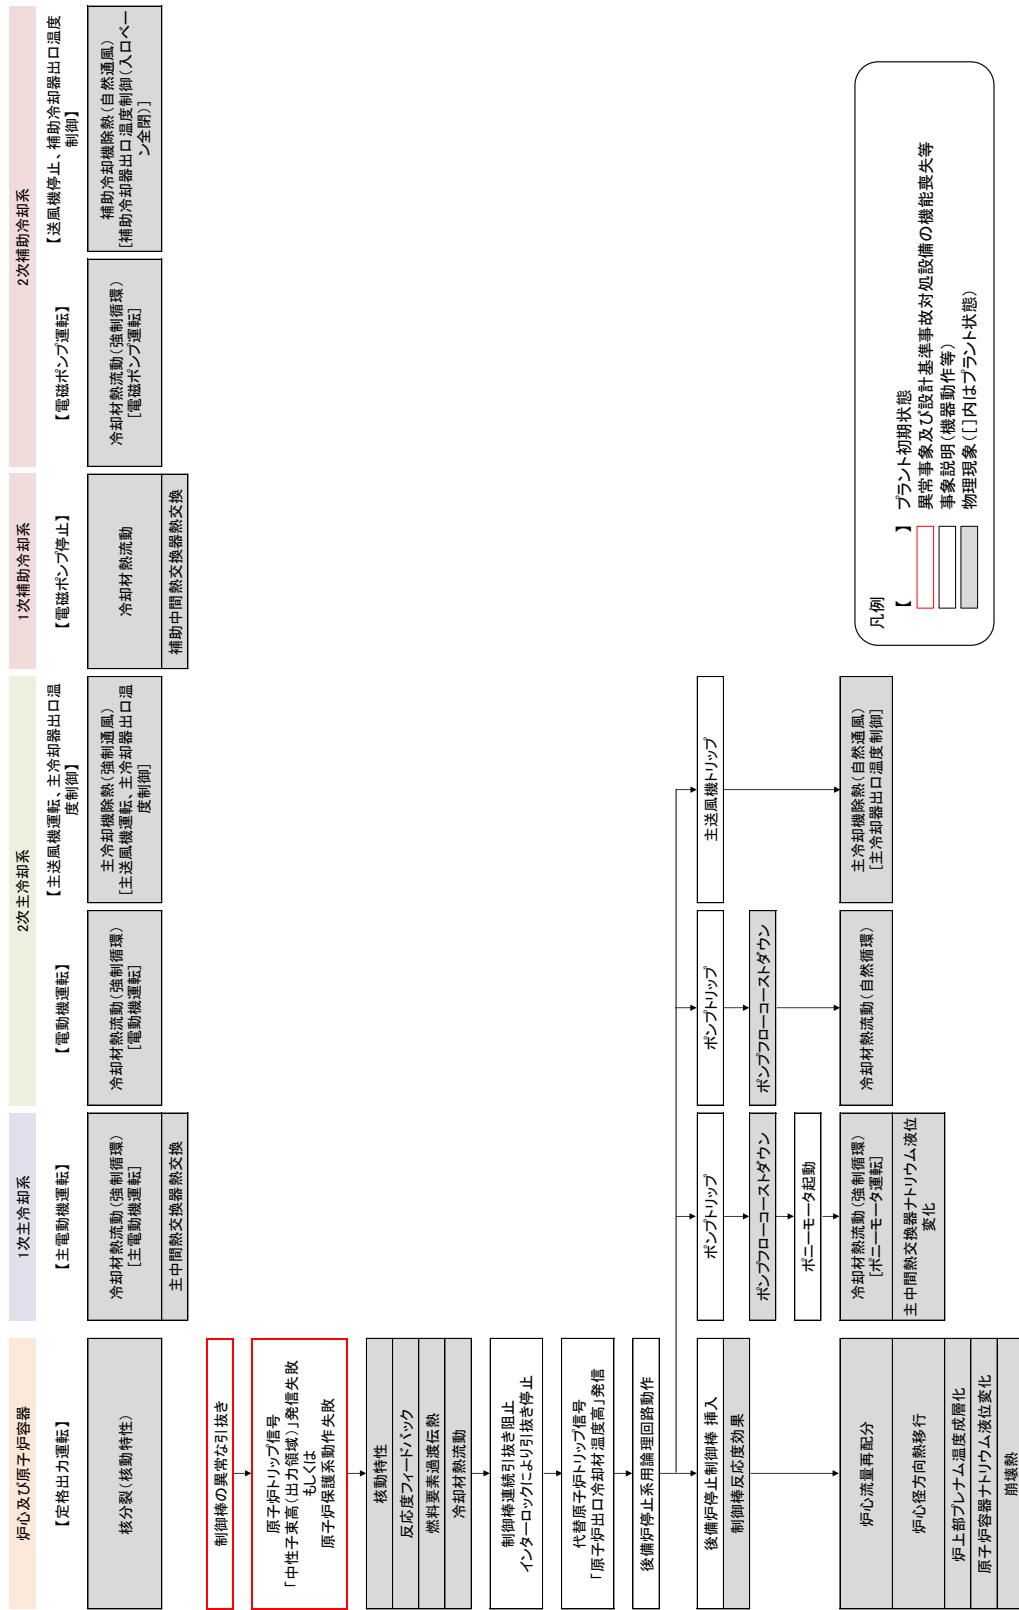 炉心及び原子炉容器
【定格出力運転】
核分裂(核動特性)
制御棒の異常な引抜き
原子炉トリップ信号
「中性子束高(出力領域)」発信失敗
もしくは
原子炉保護系動作失敗
核動特性
反応度フィードバック
燃料要素過渡伝熱
冷却材熱流動
制御棒連続引抜き阻止
インターロックにより引抜き停止
代替原子炉トリップ信号
「原子炉出口冷却材温度高」発信
後備炉停止系用論理回路動作
後備炉停止制御棒 挿入
制御棒反応度効果
炉心流量再配分
炉心径方向熱移行
炉上部プレナム温度成層化
原子炉容器ナトリウム液位変化
崩壊熱
1次主冷却系
【主電動機運転】
冷却材熱流動(強制循環)
[主電動機運転]
主中間熱交換器熱交換
ポンプトリップ
ポンプフローコーストダウン
ポニーモータ起動
冷却材熱流動(強制循環)
[ポニーモータ運転]
主中間熱交換器ナトリウム液位
変化
2次主冷却系
【電動機運転】
冷却材熱流動(強制循環)
[電動機運転]
ポンプトリップ
ポンプフローコーストダウン
冷却材熱流動(自然循環)
【主送風機運転、主冷却器出口温
度制御】
主冷却機除熱(強制通風)
[主送風機運転、主冷却器出口温
度制御]
主送風機トリップ
主冷却機除熱(自然通風)
[主冷却器出口温度制御]
1次補助冷却系
【電磁ポンプ停止】
冷却材熱流動
補助中間熱交換器熱交換
2次補助冷却系
【電磁ポンプ運転】
冷却材熱流動(強制循環)
[電磁ポンプ運転]
【送風機停止、補助冷却器出口温度
制御】
補助冷却機除熱(自然通風)
[補助冷却器出口温度制御(入口ベー
ン全閉)]
凡例
【 】 プラント初期状態
異常事象及び設計基準事故対処設備の機能喪失等
事象説明(機器動作等)
物理現象([]内はプラント状態)